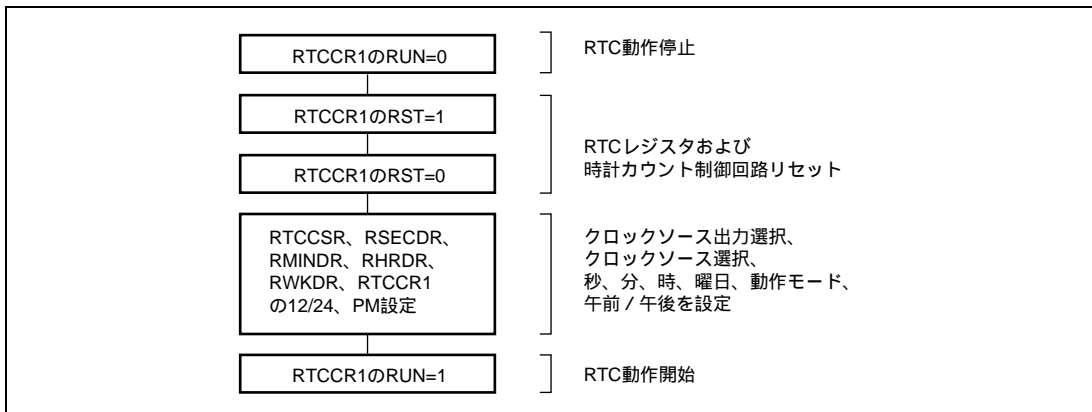 RTCCR1のRUN=0
RTC動作停止
RTCCR1のRST=1
RTCCR1のRST=0
RTCレジスタおよび
時計カウント制御回路リセット
RTCCSR、RSECDR、
RMINDR、RHRDR、
RWKDR、RTCCR1
の12/24、PM設定
クロックソース出力選択、
クロックソース選択、
秒、分、時、曜日、動作モード、
午前 / 午後を設定
RTCCR1のRUN=1
RTC動作開始